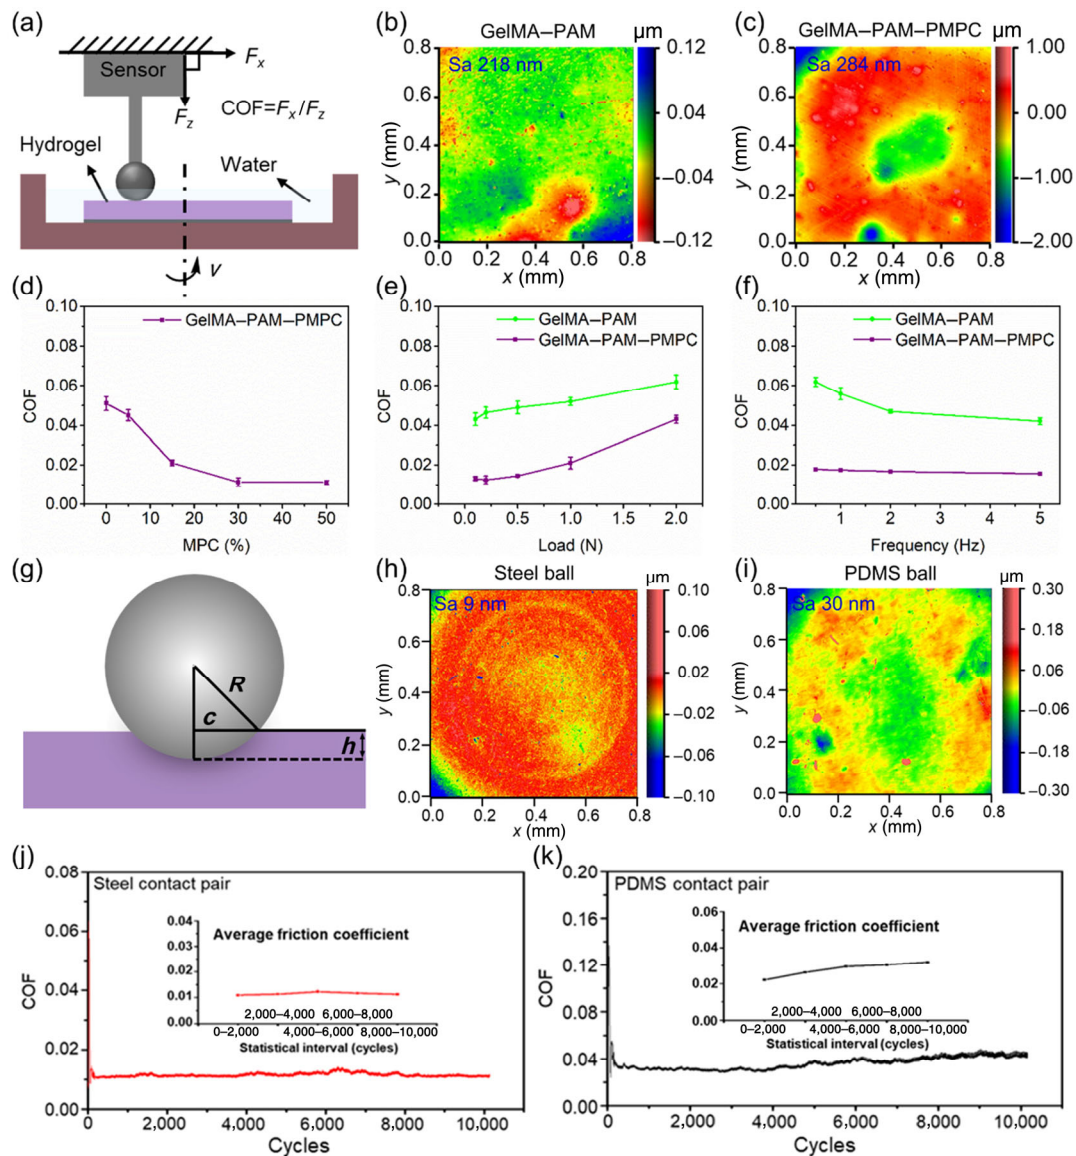 (a)
Sensor
Fx
Fz
COF=Fx/Fz
Hydrogel
Water
v
(b)
GelMA–PAM
μm
Sa 218 nm
0.8
0.6
0.4
0.2
0.0
y (mm)
0.0 0.2 0.4 0.6 0.8
x (mm)
0.12
0.04
−0.04
−0.12
(c)
GelMA–PAM–PMPC
μm
Sa 284 nm
0.8
0.6
0.4
0.2
0.0
y (mm)
0.0 0.2 0.4 0.6 0.8
x (mm)
1.00
0.00
−1.00
−2.00
(d)
0.10
0.08
0.06
0.04
0.02
0.00
COF
GelMA–PAM–PMPC
0 10 20 30 40 50
MPC (%)
(e)
0.10
0.08
0.06
0.04
0.02
0.00
COF
GelMA–PAM
GelMA–PAM–PMPC
0.0 0.5 1.0 1.5 2.0
Load (N)
(f)
0.10
0.08
0.06
0.04
0.02
0.00
COF
GelMA–PAM
GelMA–PAM–PMPC
1 2 3 4 5
Frequency (Hz)
(g)
R
c
h
(h)
Steel ball
μm
Sa 9 nm
0.8
0.6
0.4
0.2
0.0
y (mm)
0.0 0.2 0.4 0.6 0.8
x (mm)
0.10
0.06
0.02
−0.02
−0.06
−0.10
(i)
PDMS ball
μm
Sa 30 nm
0.8
0.6
0.4
0.2
0.0
y (mm)
0.0 0.2 0.4 0.6 0.8
x (mm)
0.30
0.18
0.06
−0.06
−0.18
−0.30
(j)
0.08
0.06
0.04
0.02
0.00
COF
Steel contact pair
0.04
0.03
0.02
0.01
0.00
Average friction coefficient
2,000–4,000 6,000–8,000
0–2,000 4,000–6,000 8,000–10,000
Statistical interval (cycles)
0 2,000 4,000 6,000 8,000 10,000
Cycles
(k)
0.20
0.16
0.12
0.08
0.04
0.00
COF
PDMS contact pair
0.06
0.04
0.02
0.00
Average friction coefficient
2,000–4,000 6,000–8,000
0–2,000 4,000–6,000 8,000–10,000
Statistical interval (cycles)
0 2,000 4,000 6,000 8,000 10,000
Cycles